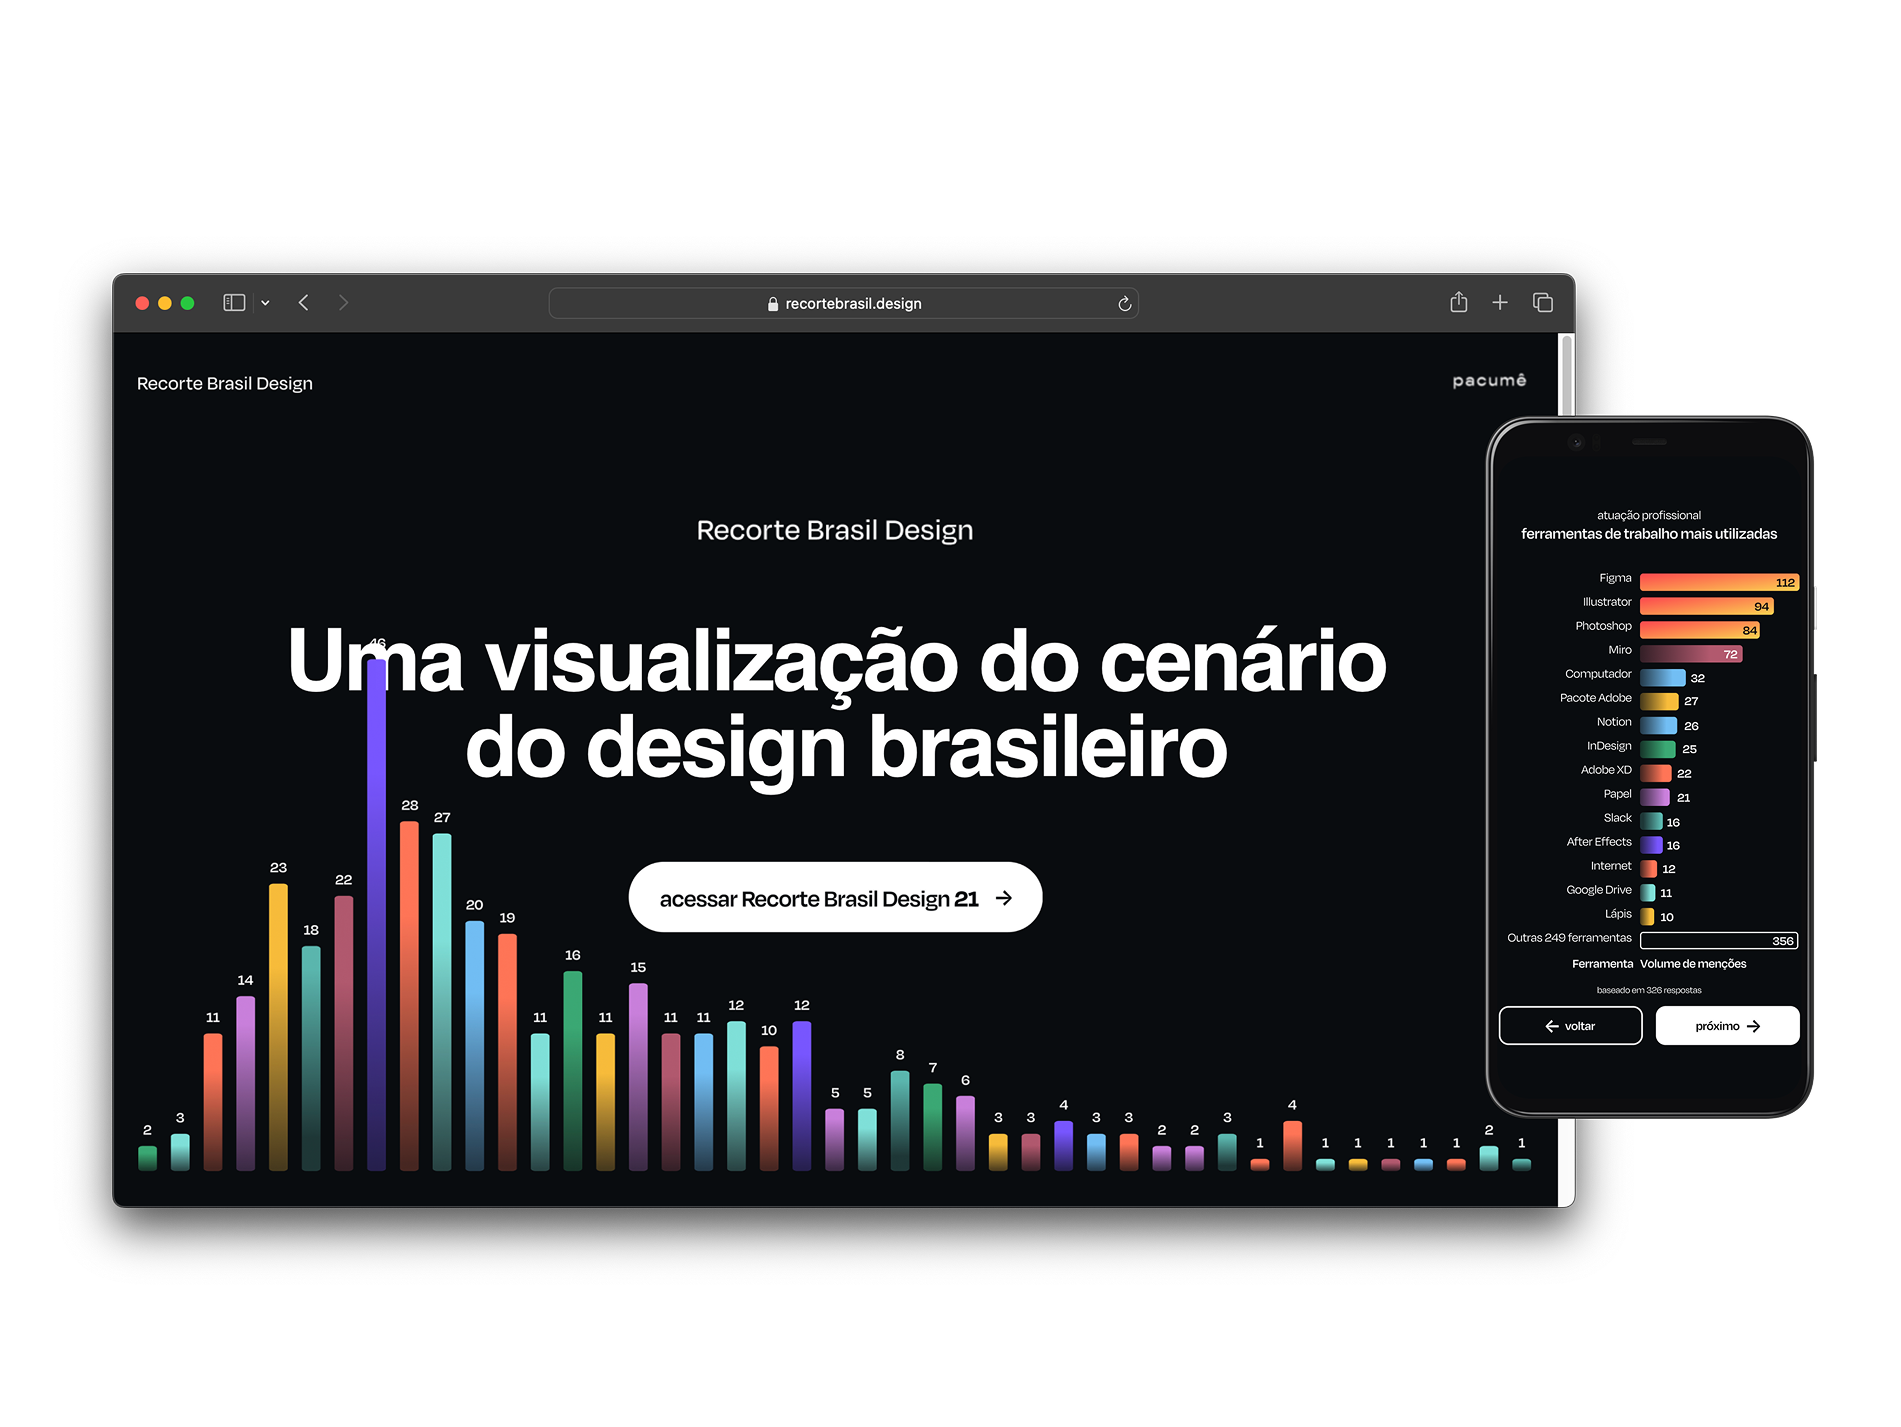 recortebrasil.design
Recorte Brasil Design
pacumê
Recorte Brasil Design
Uma visualização do cenário
do design brasileiro
acessar Recorte Brasil Design 21 →
2 3 11 14 23 18 22 46 28 27 20 19 11 16 11 15 11 11 12 10 12 5 5 8 7 6 3 3 4 3 3 2 2 3 1 4 1 1 1 1 1 2 1
atuação profissional
ferramentas de trabalho mais utilizadas
Figma 112
Illustrator 94
Photoshop 84
Miro 72
Computador 32
Pacote Adobe 27
Notion 26
InDesign 25
Adobe XD 22
Papel 21
Slack 16
After Effects 16
Internet 12
Google Drive 11
Lápis 10
Outras 249 ferramentas 356
Ferramenta Volume de menções
baseado em 326 respostas
← voltar
próximo →